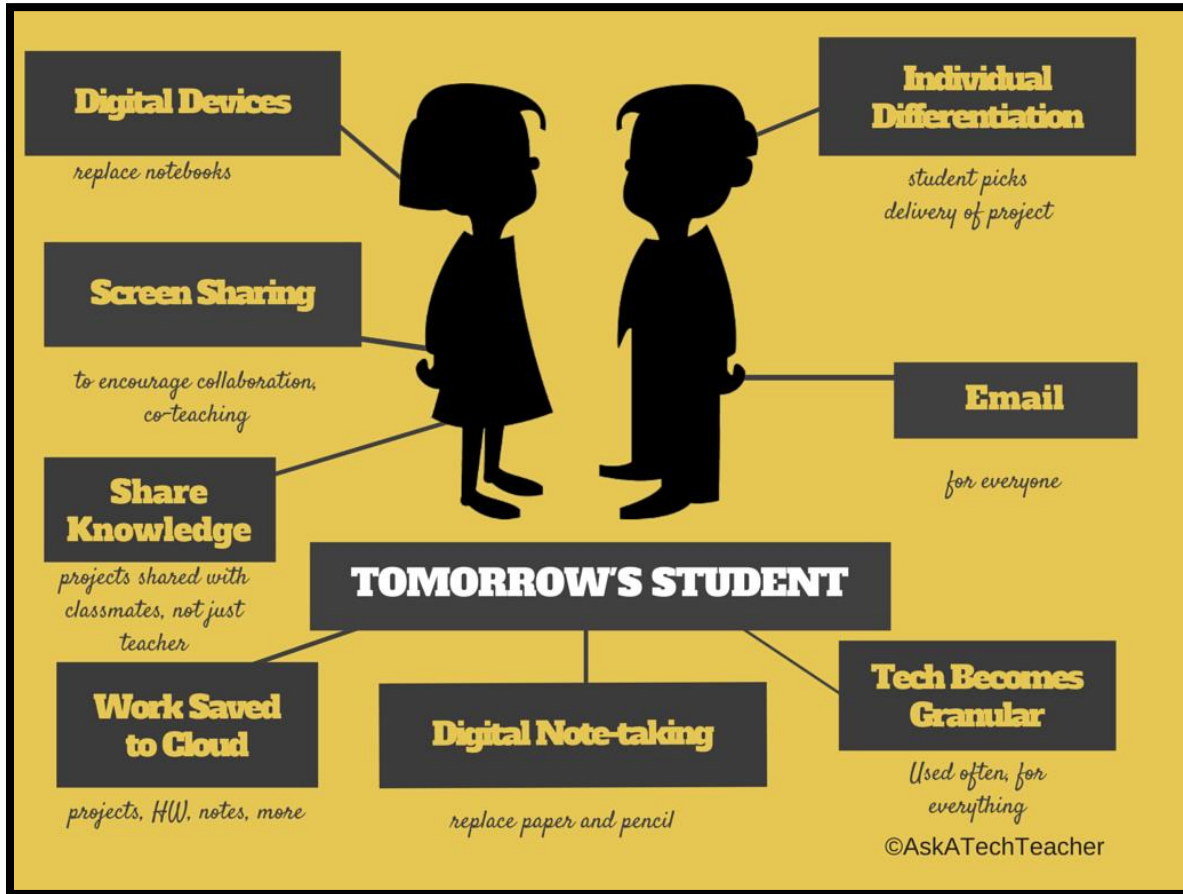 Digital Devices
replace notebooks
Individual
Differentiation
student picks
delivery of project
Screen Sharing
to encourage collaboration,
co-teaching
Email
for everyone
Share
Knowledge
projects shared with
classmates, not just
teacher
TOMORROW'S STUDENT
Work Saved
to Cloud
projects, HW, notes, more
Digital Note-taking
replace paper and pencil
Tech Becomes
Granular
Used often, for
everything
©AskATechTeacher